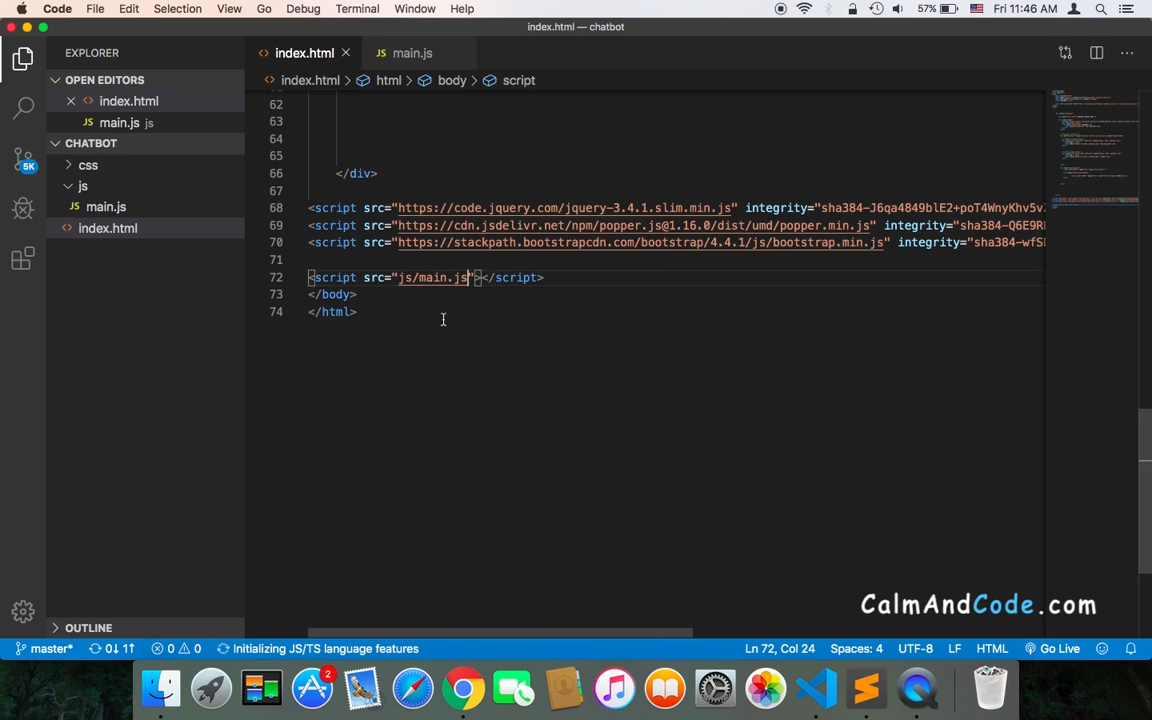 Code File Edit Selection View Go Debug Terminal Window Help 57% Fri 11:46 AM
index.html — chatbot
EXPLORER
index.html
main.js
OPEN EDITORS
index.html > html > body > script
index.html
main.js js
CHATBOT
css
js
main.js
index.html
5K
62
63
64
65
66 </div>
67
68 <script src="https://code.jquery.com/jquery-3.4.1.slim.min.js" integrity="sha384-J6qa4849blE2+poT4WnyKhv5vZ
69 <script src="https://cdn.jsdelivr.net/npm/popper.js@1.16.0/dist/umd/popper.min.js" integrity="sha384-Q6E9R
70 <script src="https://stackpath.bootstrapcdn.com/bootstrap/4.4.1/js/bootstrap.min.js" integrity="sha384-wfS
71
72 <script src="js/main.js"></script>
73 </body>
74 </html>
CalmAndCode.com
OUTLINE
master* 0↓ 1↑ 0 0 Initializing JS/TS language features Ln 72, Col 24 Spaces: 4 UTF-8 LF HTML Go Live
2